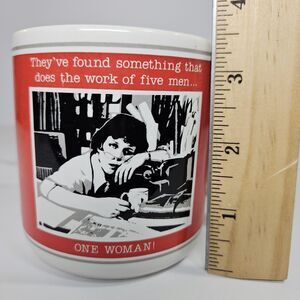 They've found something that
does the work of five men...
ONE WOMAN!
4
3
2
1